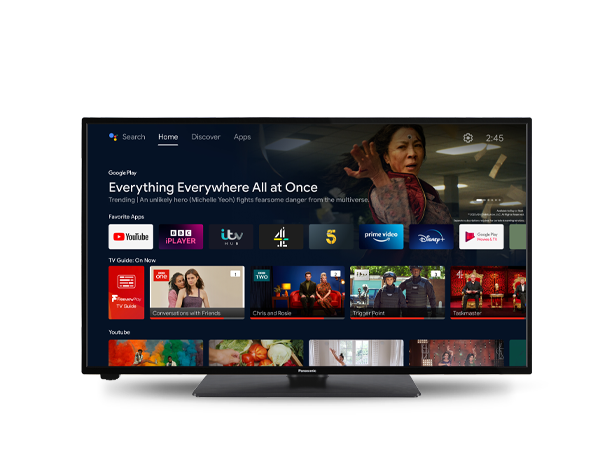 Search Home Discover Apps 2:45
Google Play
Everything Everywhere All at Once
Trending | An unlikely hero (Michelle Yeoh) fights fearsome danger from the multiverse.
Favorite Apps
YouTube BBC iPLAYER itv HUB 4 5 prime video Disney+ Google Play
TV Guide: On Now
Freeview Play
TV Guide
BBC ONE 1 BBC TWO 2 itv
Conversations with Friends Chris and Rosie Trigger Point Taskmaster
Youtube
Panasonic